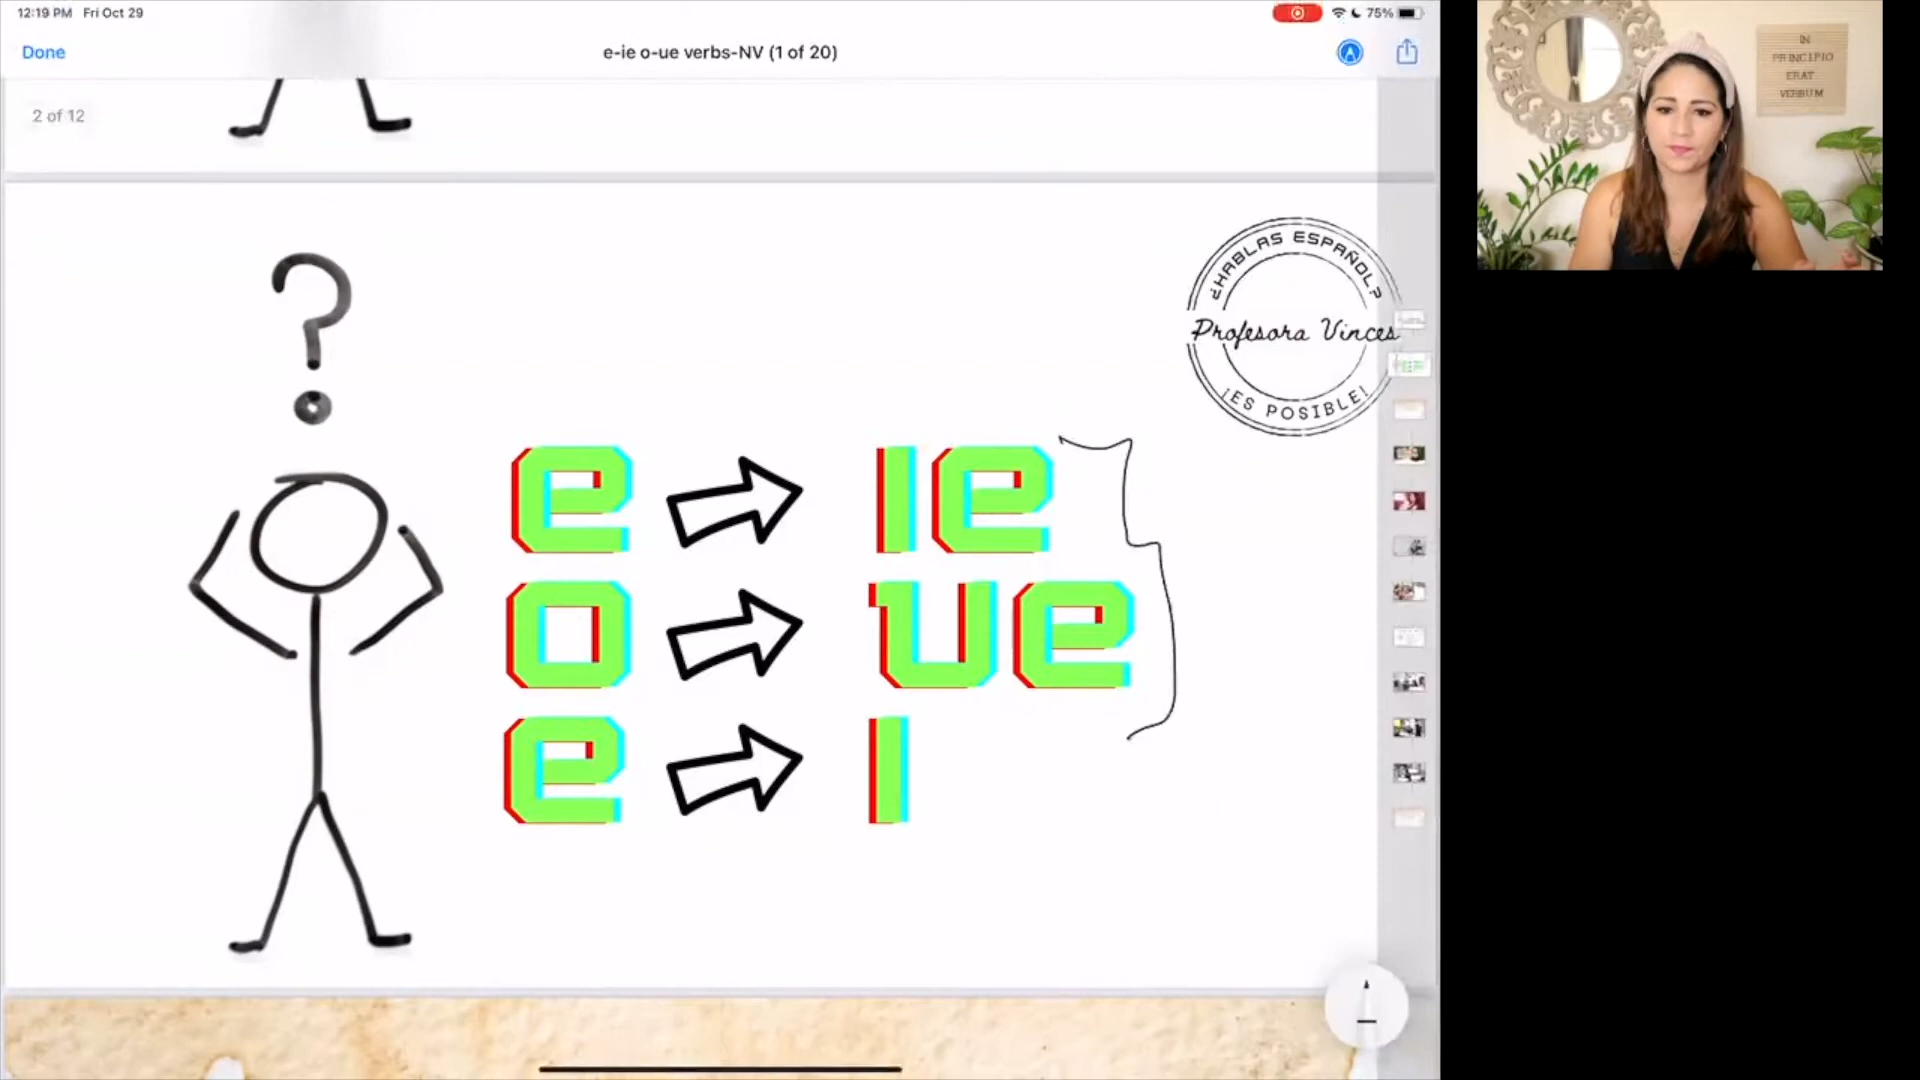 12:19 PM Fri Oct 29
75%
Done
e-ie o-ue verbs-NV (1 of 20)
2 of 12
¿HABLAS ESPAÑOL?
Profesora Vinces
¡ES POSIBLE!
e ie
o ue
e i
IN
PRINCIPIO
ERAT
VERBUM